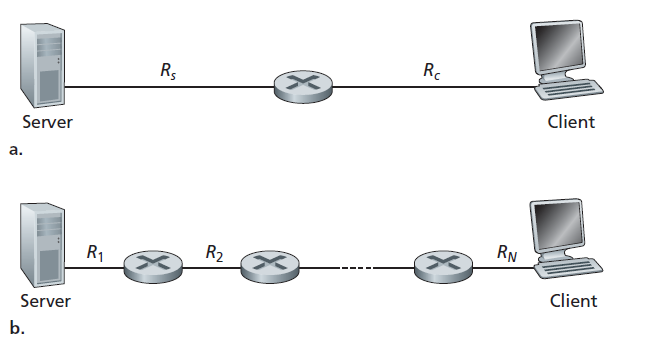 Rs Rc
Server Client
a.
R1 R2 RN
Server Client
b.